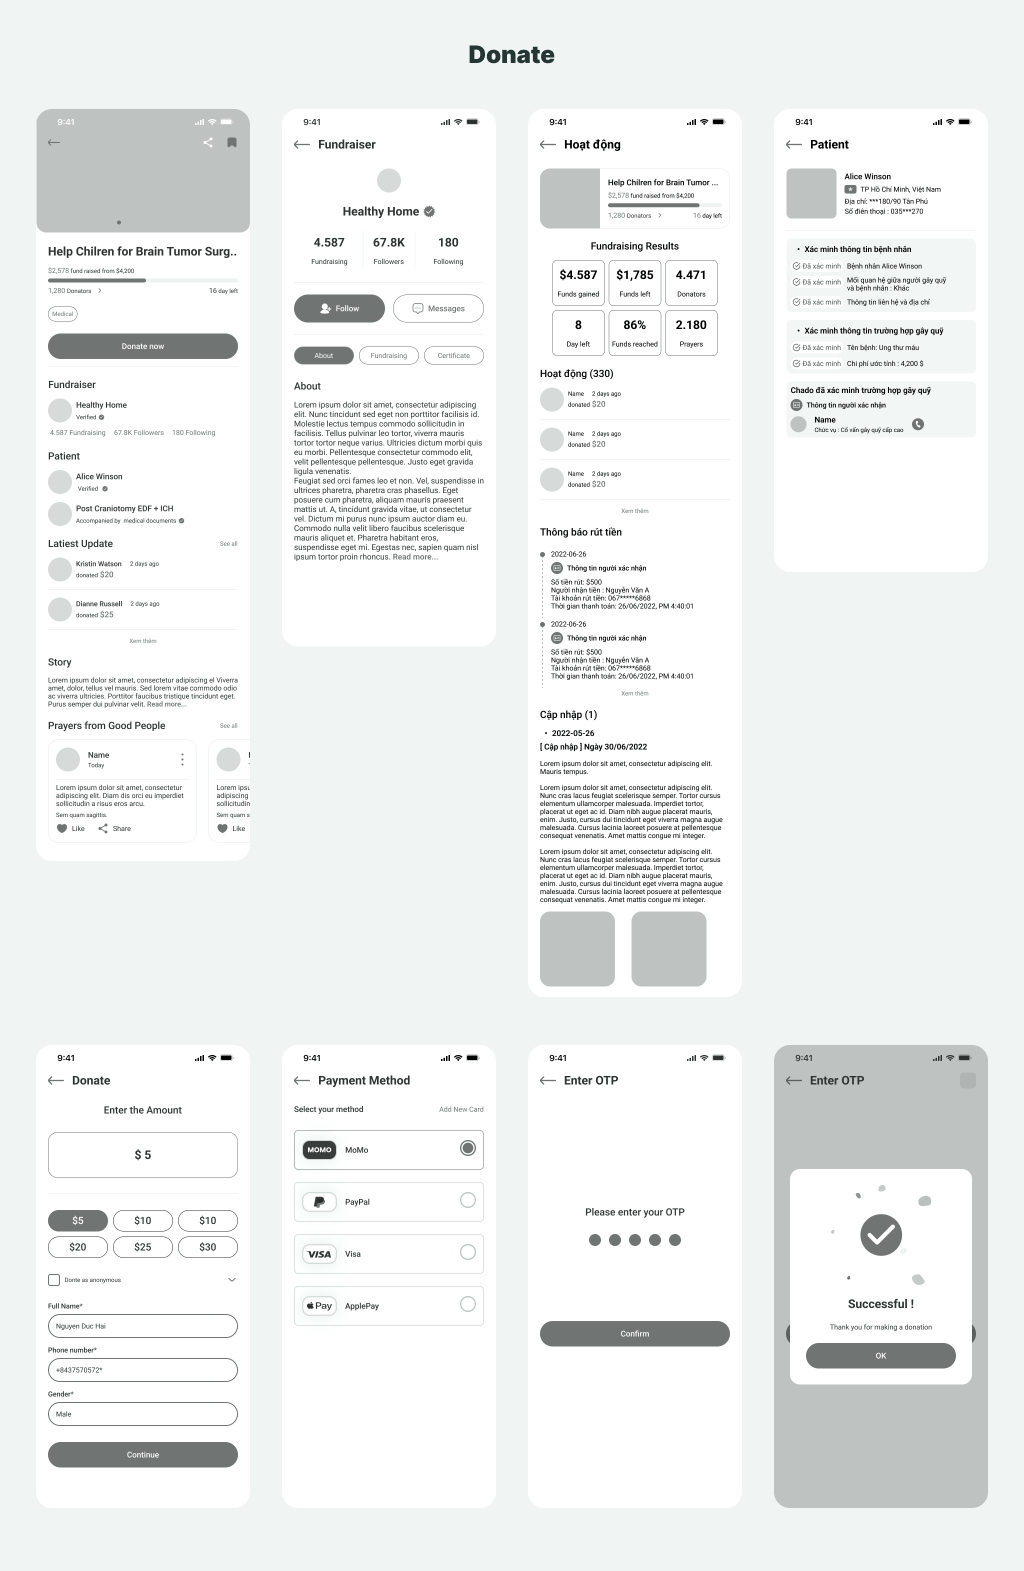 Donate
9:41
Help Chilren for Brain Tumor Surg..
$2,578 fund raised from $4,200
1,280 Donators
16 day left
Medical
Donate now
Fundraiser
Healthy Home
Verified
4.587 Fundraising 67.8K Followers 180 Following
Patient
Alice Winson
Verified
Post Craniotomy EDF + ICH
Accompanied by medical documents
Latiest Update
See all
Kristin Watson 2 days ago
donated $20
Dianne Russell 2 days ago
donated $25
Xem thêm
Story
Lorem ipsum dolor sit amet, consectetur adipiscing el Viverra
amet, dolor, tellus vel mauris. Sed lorem vitae commodo odio
ac viverra ultricies. Porttitor faucibus tristique tincidunt eget.
Purus semper dui pulvinar velit. Read more...
Prayers from Good People
See all
Name
Today
Lorem ipsum dolor sit amet, consectetur
adipiscing elit. Diam dis orci eu imperdiet
sollicitudin a risus eros arcu.
Sem quam sagittis.
Like Share
Lorem ipsu
adipiscing
sollicitudin
Sem quam
Like
9:41
Fundraiser
Healthy Home
4.587 67.8K 180
Fundraising Followers Following
Follow
Messages
About
Fundraising
Certificate
About
Lorem ipsum dolor sit amet, consectetur adipiscing
elit. Nunc tincidunt sed eget non porttitor facilisis id.
Molestie lectus tempus commodo sollicitudin in
facilisis. Tellus pulvinar leo tortor, viverra mauris
tortor tortor neque varius. Ultricies dictum morbi quis
eu morbi. Pellentesque consectetur commodo elit,
velit pellentesque pellentesque. Justo eget gravida
ligula venenatis.
Feugiat sed orci fames leo et non. Vel, suspendisse in
ultrices pharetra, pharetra cras phasellus. Eget
posuere cum pharetra, aliquam mauris praesent
mattis ut. A, tincidunt gravida vitae, ut consectetur
vel. Dictum mi purus nunc ipsum auctor diam eu.
Commodo nulla velit libero faucibus scelerisque
mauris aliquet et. Pharetra habitant eros,
suspendisse eget mi. Egestas nec, sapien quam nisl
ipsum tortor proin rhoncus. Read more...
9:41
Hoạt động
Help Chilren for Brain Tumor ...
$2,578 fund raised from $4,200
1,280 Donators
16 day left
Fundraising Results
$4.587 $1,785 4.471
Funds gained Funds left Donators
8 86% 2.180
Day left Funds reached Prayers
Hoạt động (330)
Name 2 days ago
donated $20
Name 2 days ago
donated $20
Name 2 days ago
donated $20
Xem thêm
Thông báo rút tiền
2022-06-26
Thông tin người xác nhận
Số tiền rút: $500
Người nhận tiền : Nguyễn Văn A
Tài khoản rút tiền: 067*****6868
Thời gian thanh toán: 26/06/2022, PM 4:40:01
2022-06-26
Thông tin người xác nhận
Số tiền rút: $500
Người nhận tiền : Nguyễn Văn A
Tài khoản rút tiền: 067*****6868
Thời gian thanh toán: 26/06/2022, PM 4:40:01
Xem thêm
Cập nhập (1)
• 2022-05-26
[ Cập nhập ] Ngày 30/06/2022
Lorem ipsum dolor sit amet, consectetur adipiscing elit.
Mauris tempus.
Lorem ipsum dolor sit amet, consectetur adipiscing elit.
Nunc cras lacus feugiat scelerisque semper. Tortor cursus
elementum ullamcorper malesuada. Imperdiet tortor,
placerat ut eget ac id. Diam nibh augue placerat mauris,
enim. Justo, cursus dui tincidunt eget viverra magna augue
malesuada. Cursus lacinia laoreet posuere at pellentesque
consequat venenatis. Amet mattis congue mi integer.
Lorem ipsum dolor sit amet, consectetur adipiscing elit.
Nunc cras lacus feugiat scelerisque semper. Tortor cursus
elementum ullamcorper malesuada. Imperdiet tortor,
placerat ut eget ac id. Diam nibh augue placerat mauris,
enim. Justo, cursus dui tincidunt eget viverra magna augue
malesuada. Cursus lacinia laoreet posuere at pellentesque
consequat venenatis. Amet mattis congue mi integer.
9:41
Patient
Alice Winson
TP Hồ Chí Minh, Việt Nam
Địa chỉ: ***180/90 Tân Phú
Số điện thoại : 035***270
• Xác minh thông tin bệnh nhân
Đã xác minh Bệnh nhân Alice Winson
Đã xác minh Mối quan hệ giữa người gây quỹ
và bệnh nhân : Khác
Đã xác minh Thông tin liên hệ và địa chỉ
• Xác minh thông tin trường hợp gây quỹ
Đã xác minh Tên bệnh: Ung thư máu
Đã xác minh Chi phí ước tính : 4,200 $
Chado đã xác minh trường hợp gây quỹ
Thông tin người xác nhận
Name
Chức vụ : Cố vấn gây quỹ cấp cao
9:41
Donate
Enter the Amount
$ 5
$5 $10 $10
$20 $25 $30
Donte as anonymous
Full Name*
Nguyen Duc Hai
Phone number*
+8437570572*
Gender*
Male
Continue
9:41
Payment Method
Select your method
Add New Card
MOMO MoMo
PayPal
VISA Visa
Pay ApplePay
9:41
Enter OTP
Please enter your OTP
Confirm
9:41
Enter OTP
Successful !
Thank you for making a donation
OK